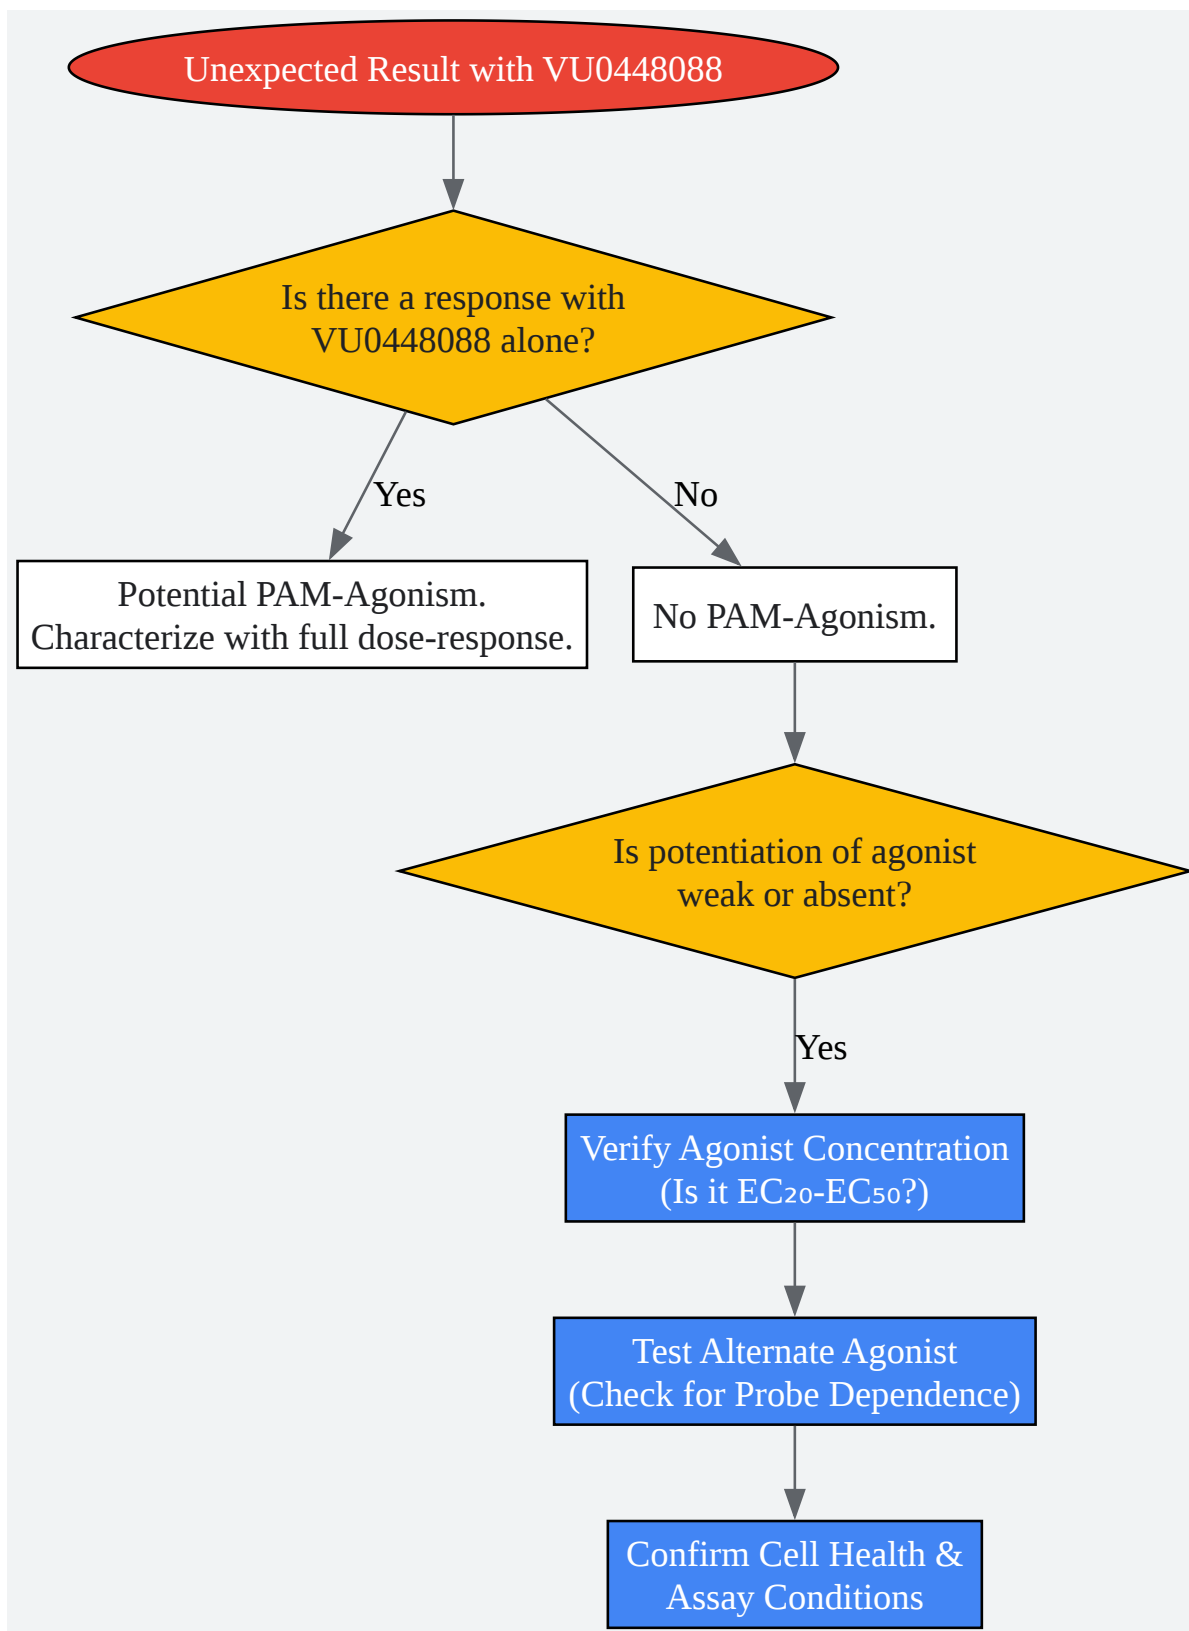 Unexpected Result with VU0448088
Is there a response with
VU0448088 alone?
Yes
No
Potential PAM-Agonism.
Characterize with full dose-response.
No PAM-Agonism.
Is potentiation of agonist
weak or absent?
Yes
Verify Agonist Concentration
(Is it EC₂₀-EC₅₀?)
Test Alternate Agonist
(Check for Probe Dependence)
Confirm Cell Health &
Assay Conditions